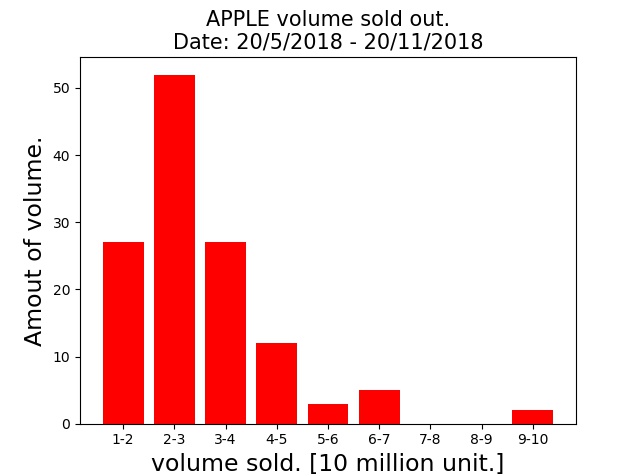 APPLE volume sold out.
Date: 20/5/2018 - 20/11/2018
50
40
30
20
10
0
Amout of volume.
1-2 2-3 3-4 4-5 5-6 6-7 7-8 8-9 9-10
volume sold. [10 million unit.]